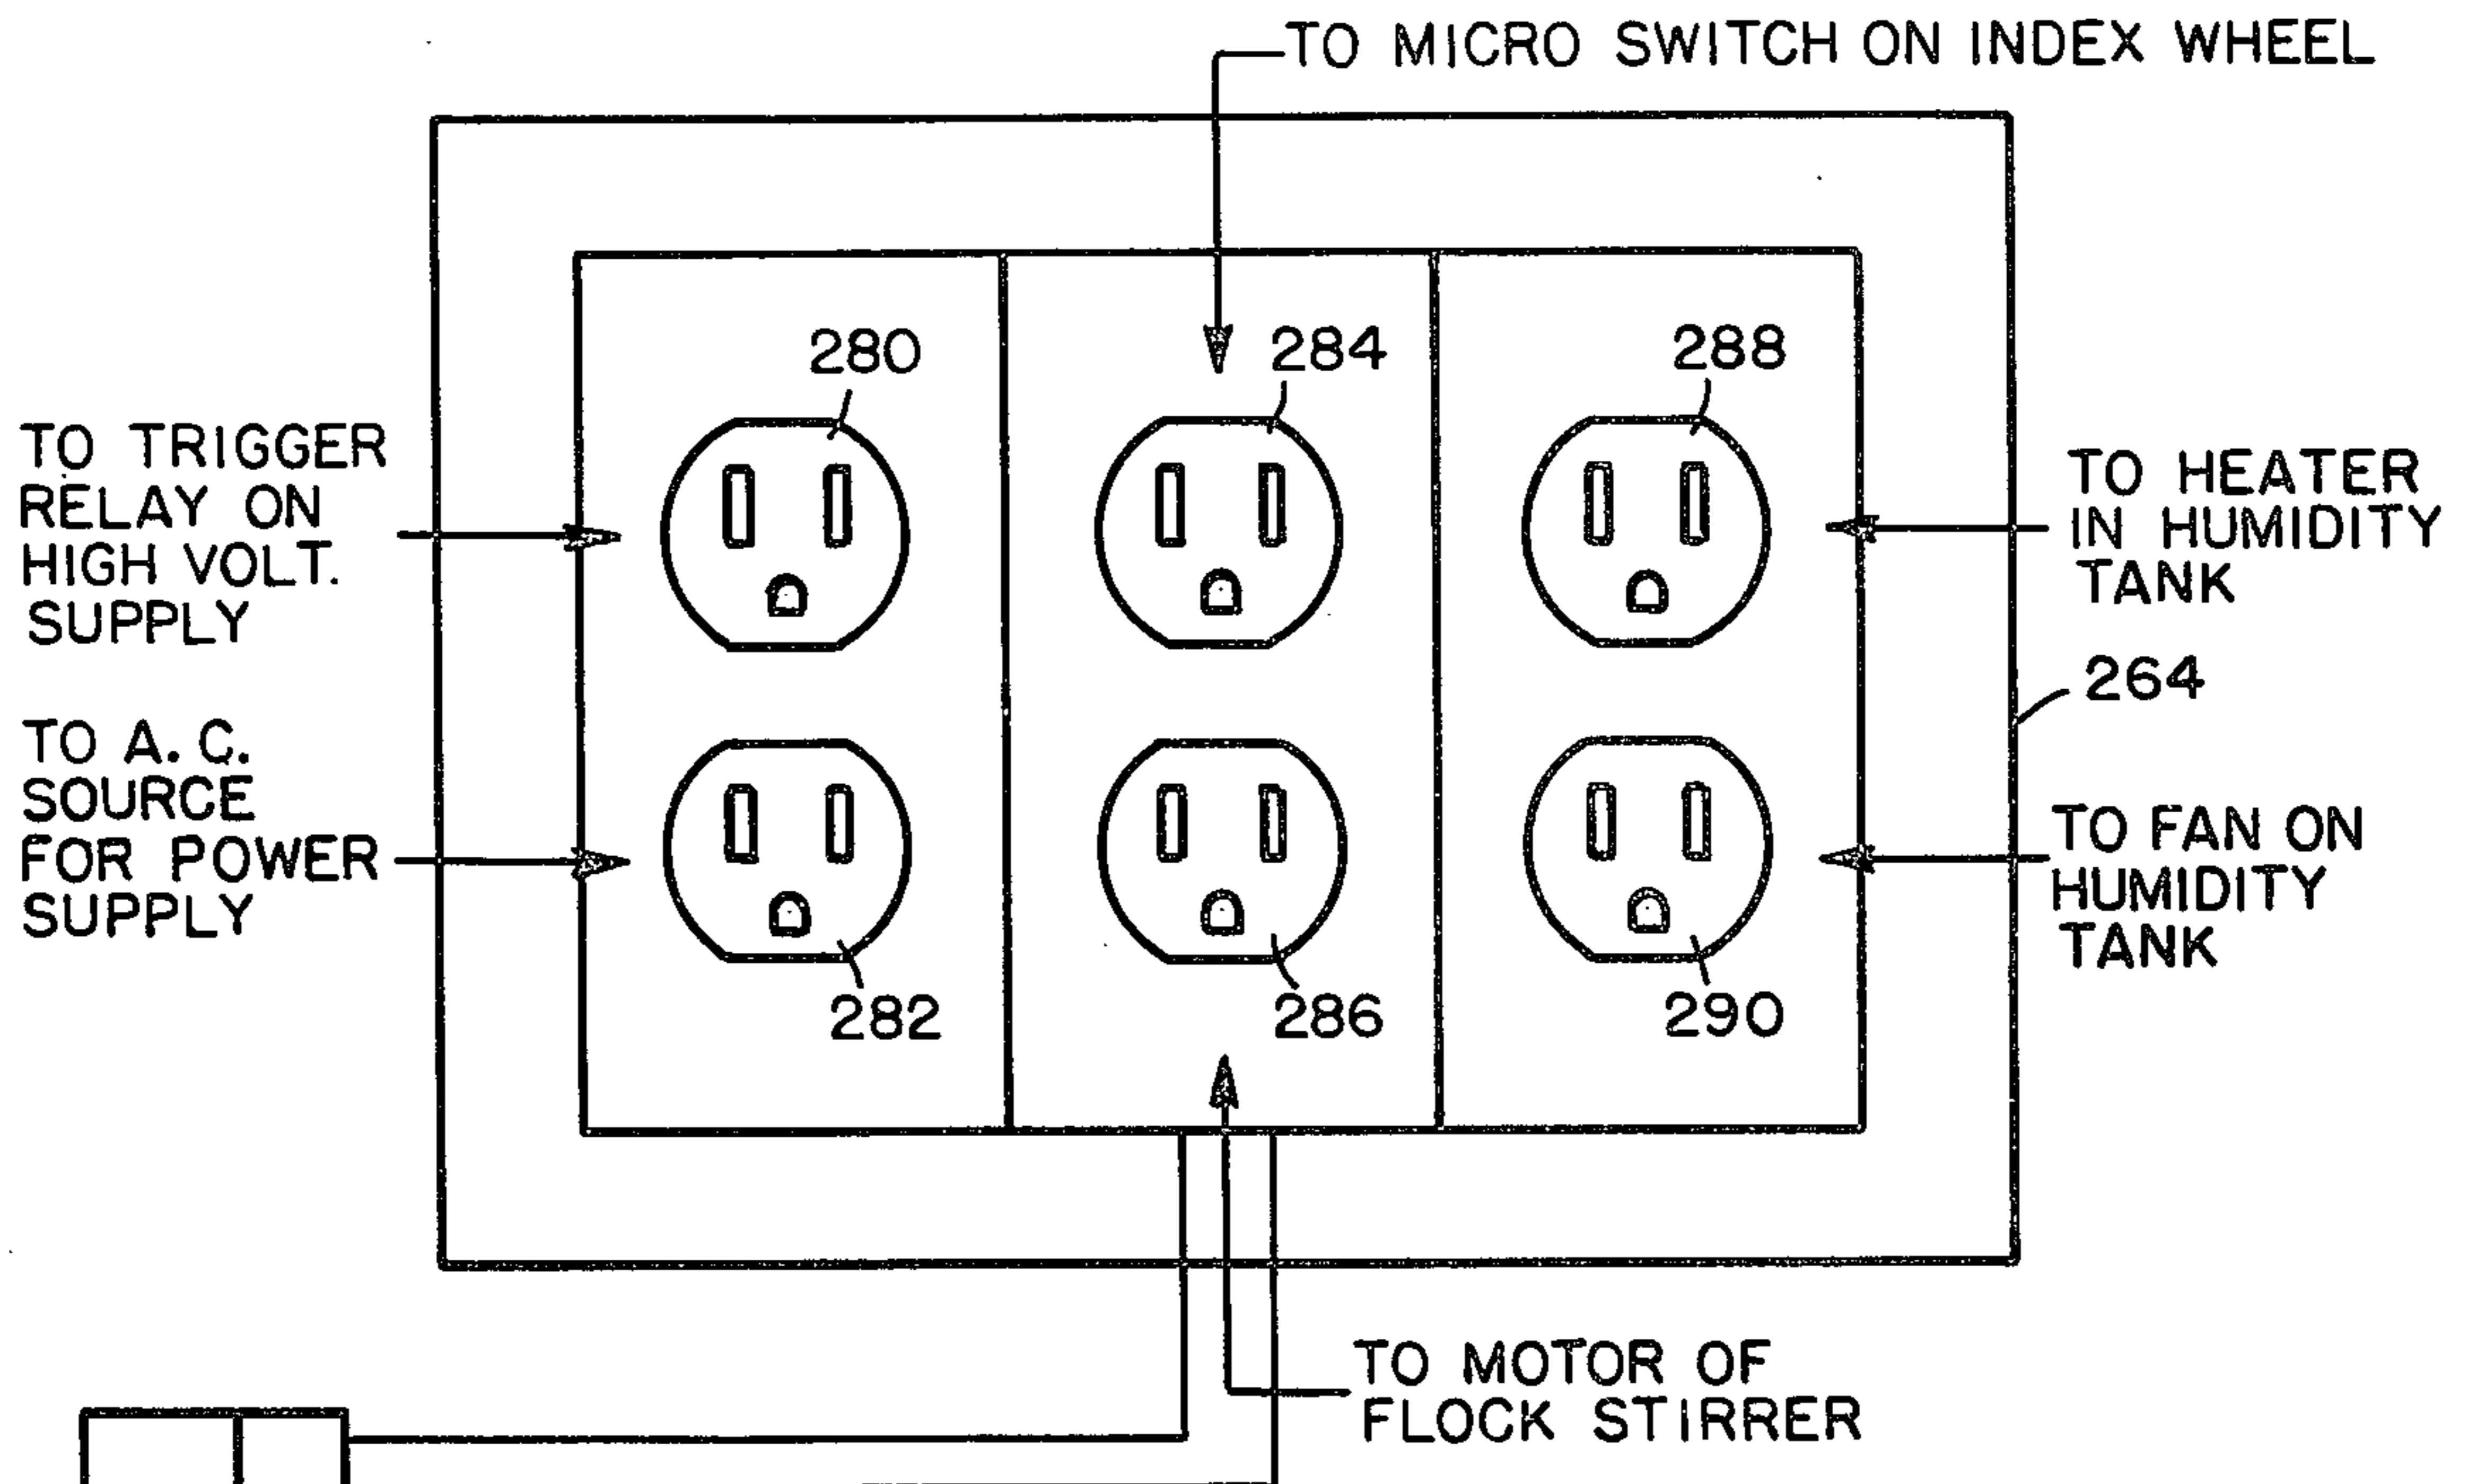 TO MICRO SWITCH ON INDEX WHEEL
280
284
288
TO TRIGGER
RELAY ON
HIGH VOLT.
SUPPLY
TO HEATER
IN HUMIDITY
TANK
264
TO A.C.
SOURCE
FOR POWER
SUPPLY
TO FAN ON
HUMIDITY
TANK
282
286
290
TO MOTOR OF
FLOCK STIRRER